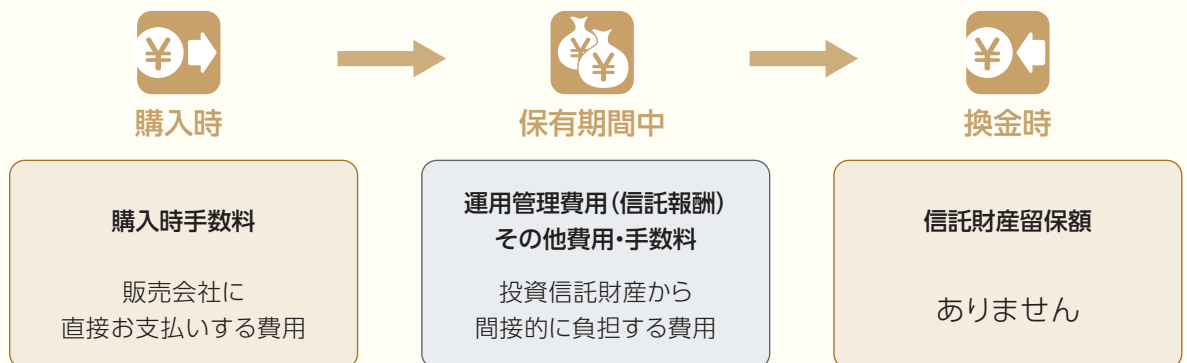 購入時
保有期間中
換金時
購入時手数料
販売会社に
直接お支払いする費用
運用管理費用(信託報酬)
その他費用・手数料
投資信託財産から
間接的に負担する費用
信託財産留保額
ありません